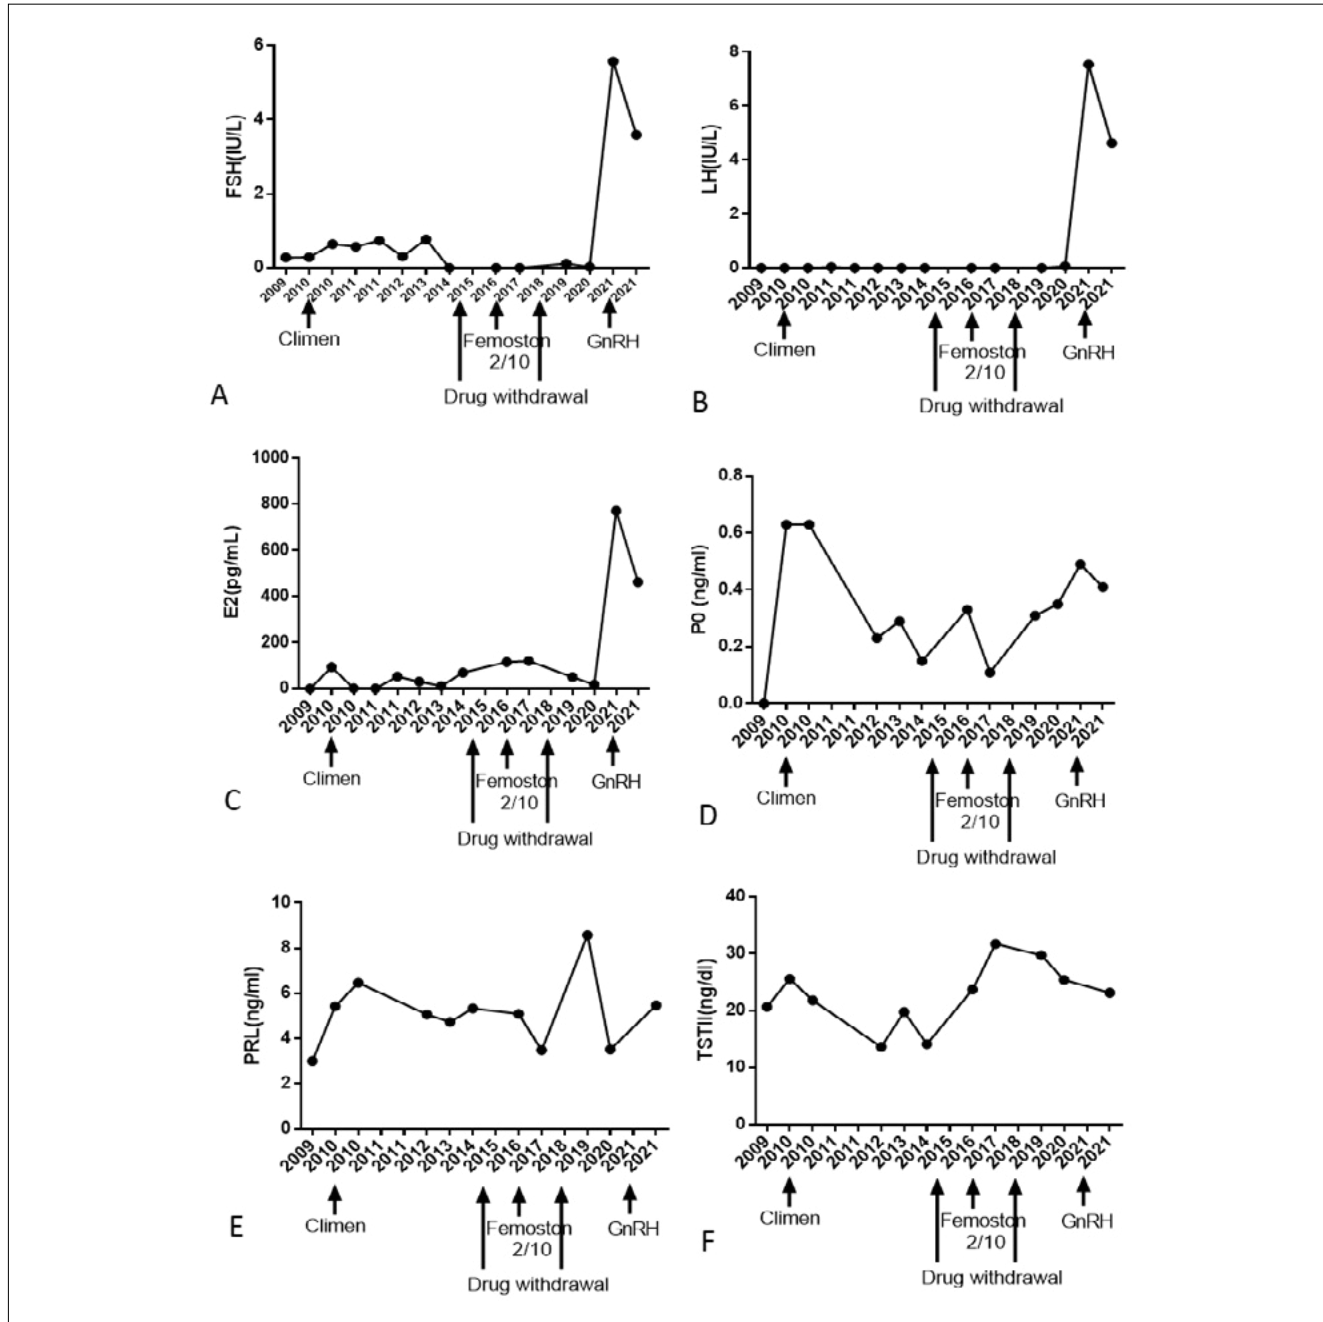 6
4
2
0
FSH(IU/L)
2009 2010 2010 2011 2011 2012 2013 2014 2015 2016 2017 2018 2019 2020 2021 2021
Climen
Femoston
2/10
GnRH
Drug withdrawal
A
8
6
4
2
0
LH(IU/L)
2009 2010 2010 2011 2011 2012 2013 2014 2015 2016 2017 2018 2019 2020 2021 2021
Climen
Femoston
2/10
GnRH
Drug withdrawal
B
1000
800
600
400
200
0
E2(pg/mL)
2009 2010 2010 2011 2011 2012 2013 2014 2015 2016 2017 2018 2019 2020 2021 2021
Climen
Femoston
2/10
GnRH
Drug withdrawal
C
0.8
0.6
0.4
0.2
0.0
P0 (ng/ml)
2009 2010 2010 2011 2011 2012 2013 2014 2015 2016 2017 2018 2019 2020 2021 2021
Climen
Femoston
2/10
GnRH
Drug withdrawal
D
10
8
6
4
2
0
PRL(ng/ml)
2009 2010 2010 2011 2011 2012 2013 2014 2015 2016 2017 2018 2019 2020 2021 2021
Climen
Femoston
2/10
GnRH
Drug withdrawal
E
40
30
20
10
0
TSTII(ng/dl)
2009 2010 2010 2011 2011 2012 2013 2014 2015 2016 2017 2018 2019 2020 2021 2021
Climen
Femoston
2/10
GnRH
Drug withdrawal
F